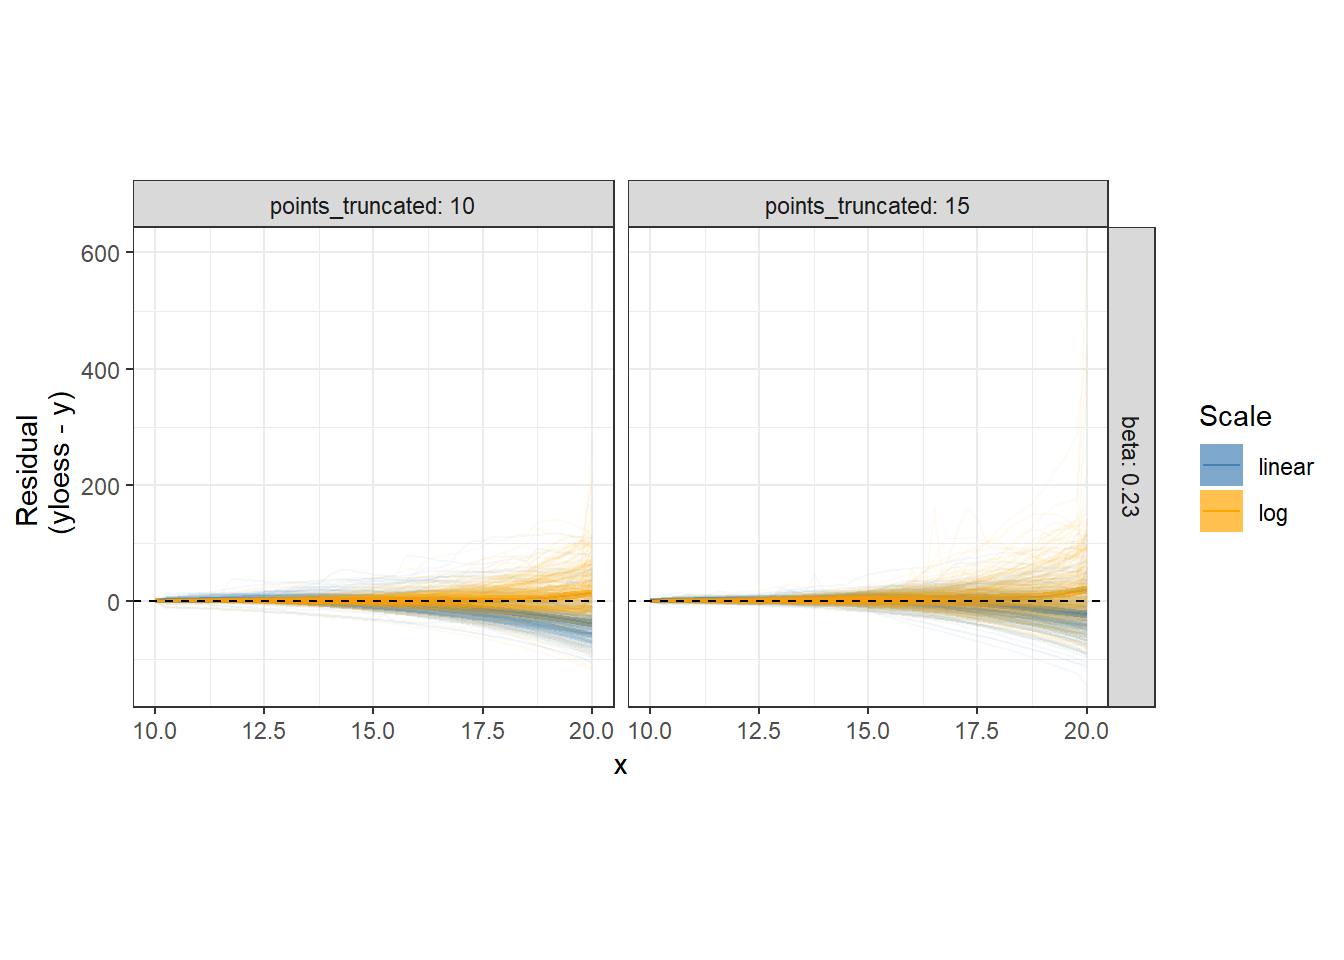 points_truncated: 10
points_truncated: 15
600
400
200
0
Residual
(yloess - y)
beta: 0.23
10.0 12.5 15.0 17.5 20.0
10.0 12.5 15.0 17.5 20.0
x
Scale
linear
log